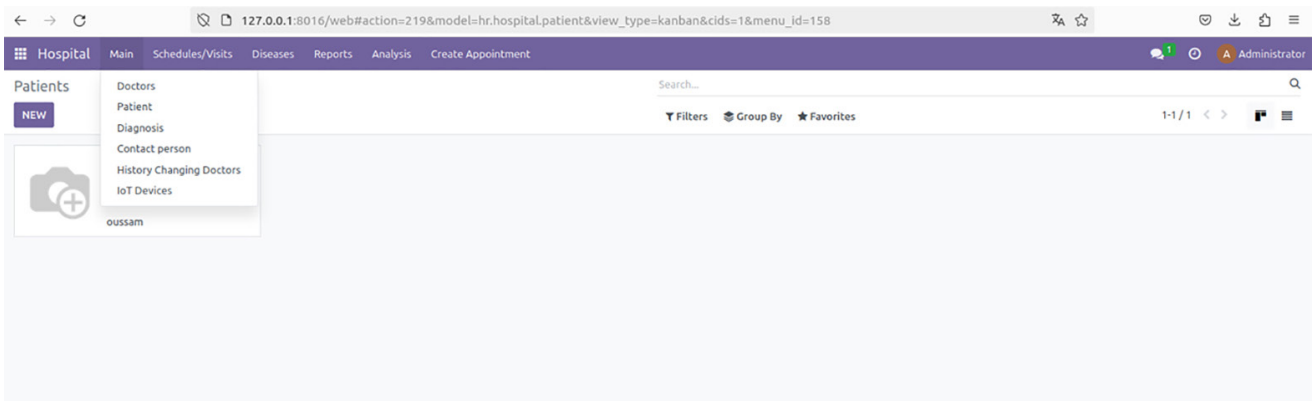 127.0.0.1:8016/web#action=219&model=hr.hospital.patient&view_type=kanban&cids=1&menu_id=158
Hospital Main Schedules/Visits Diseases Reports Analysis Create Appointment 1 A Administrator
Patients Search...
NEW Filters Group By Favorites 1-1 / 1
Doctors
Patient
Diagnosis
Contact person
History Changing Doctors
IoT Devices
oussam